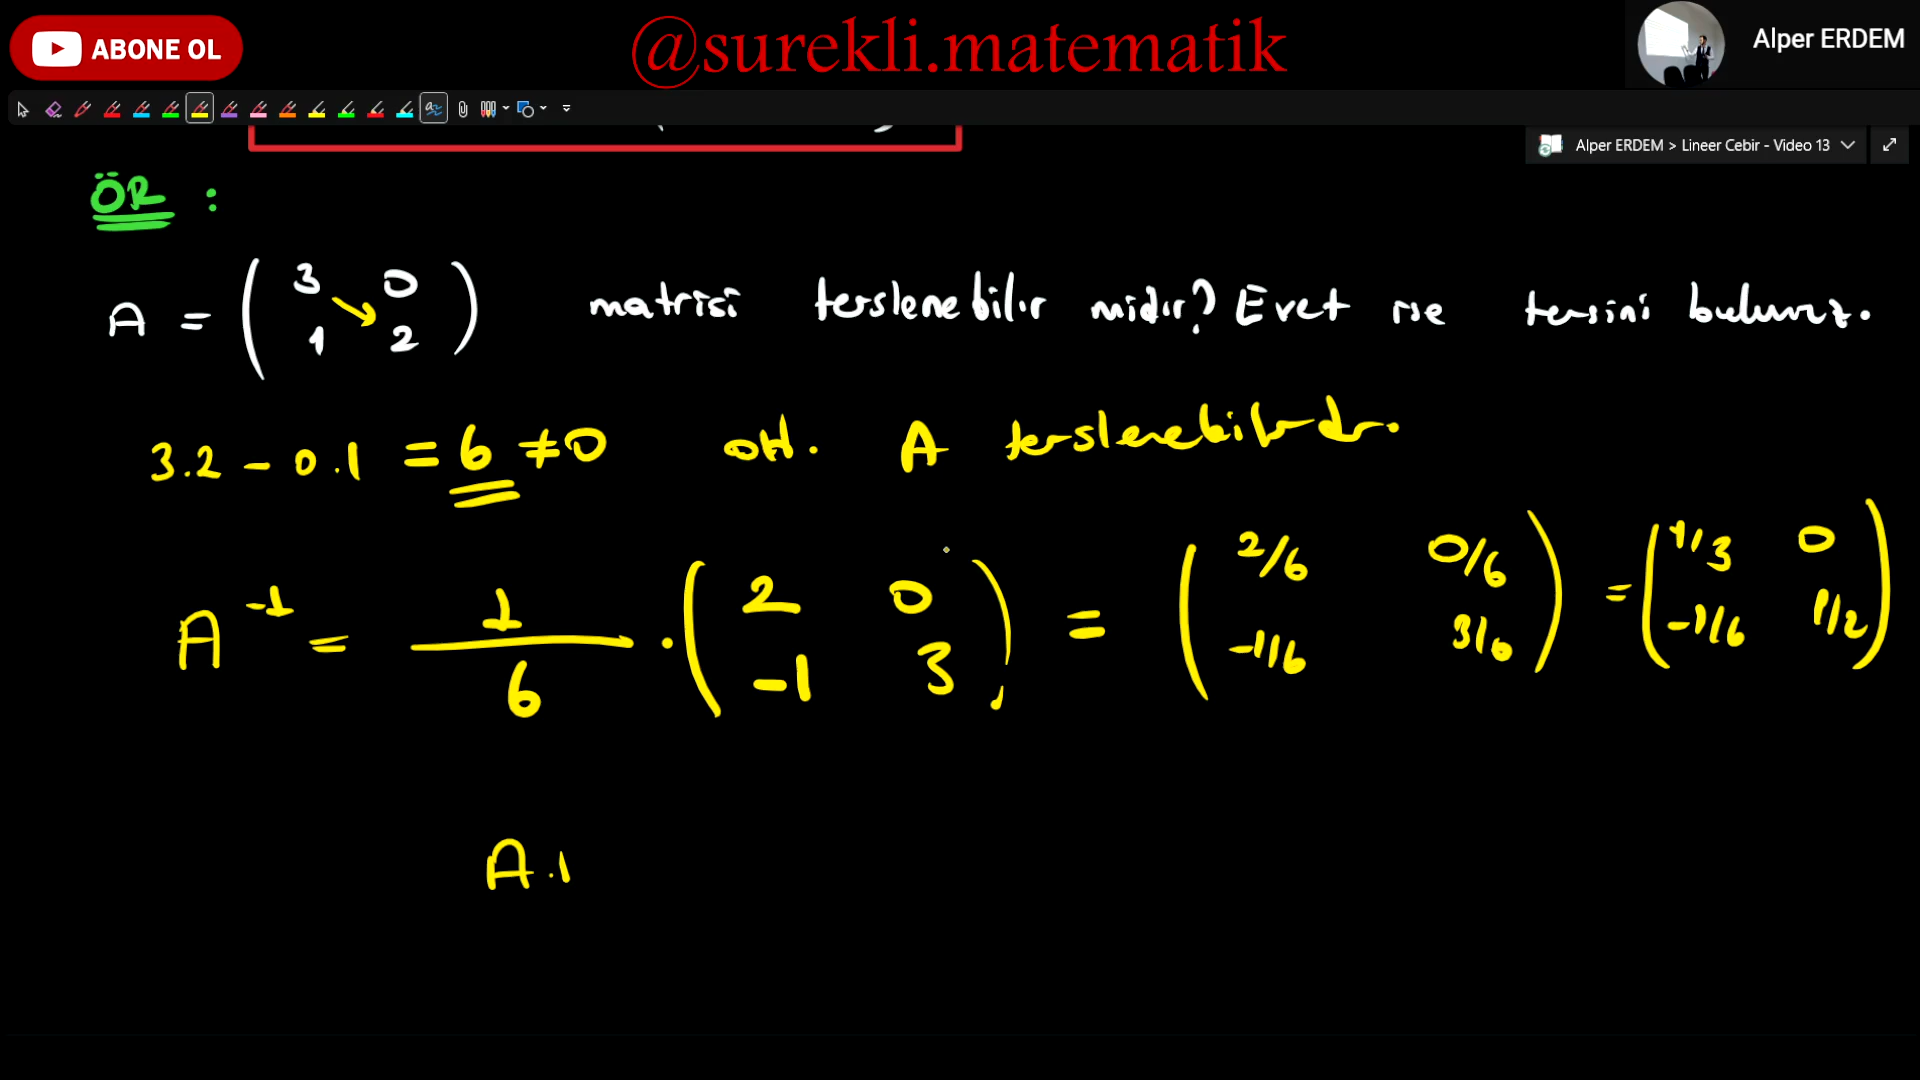 ABONE OL
@surekli.matematik
Alper ERDEM
Alper ERDEM > Lineer Cebir - Video 13
ÖR :
A = ( 3 0 ; 1 2 ) matrisi terslenebilir midir? Evet ise tersini bulunuz.
3.2 - 0.1 = 6 ≠ 0 old. A terslenebilirdir.
A^-1 = 1/6 . ( 2 0 ; -1 3 ) = ( 2/6 0/6 ; -1/6 3/6 ) = ( 1/3 0 ; -1/6 1/2 )
A.